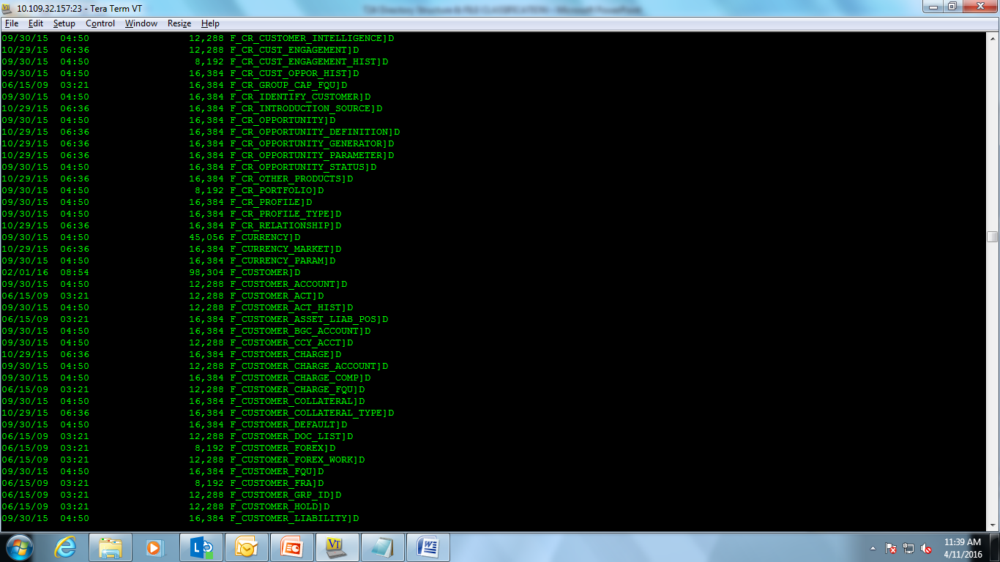 10.109.32.157:23 - Tera Term VT
File Edit Setup Control Window Resize Help
09/30/15 04:50 12,288 F_CR_CUSTOMER_INTELLIGENCE]D
10/29/15 06:36 12,288 F_CR_CUST_ENGAGEMENT]D
09/30/15 04:50 8,192 F_CR_CUST_ENGAGEMENT_HIST]D
09/30/15 04:50 16,384 F_CR_CUST_OPPOR_HIST]D
06/15/09 03:21 16,384 F_CR_GROUP_CAP_FQU]D
09/30/15 04:50 16,384 F_CR_IDENTIFY_CUSTOMER]D
10/29/15 06:36 16,384 F_CR_INTRODUCTION_SOURCE]D
09/30/15 04:50 16,384 F_CR_OPPORTUNITY]D
10/29/15 06:36 16,384 F_CR_OPPORTUNITY_DEFINITION]D
10/29/15 06:36 16,384 F_CR_OPPORTUNITY_GENERATOR]D
10/29/15 06:36 16,384 F_CR_OPPORTUNITY_PARAMETER]D
09/30/15 04:50 16,384 F_CR_OPPORTUNITY_STATUS]D
10/29/15 06:36 16,384 F_CR_OTHER_PRODUCTS]D
09/30/15 04:50 8,192 F_CR_PORTFOLIO]D
09/30/15 04:50 16,384 F_CR_PROFILE]D
09/30/15 04:50 16,384 F_CR_PROFILE_TYPE]D
10/29/15 06:36 16,384 F_CR_RELATIONSHIP]D
09/30/15 04:50 45,056 F_CURRENCY]D
10/29/15 06:36 16,384 F_CURRENCY_MARKET]D
09/30/15 04:50 16,384 F_CURRENCY_PARAM]D
02/01/16 08:54 98,304 F_CUSTOMER]D
09/30/15 04:50 12,288 F_CUSTOMER_ACCOUNT]D
06/15/09 03:21 12,288 F_CUSTOMER_ACT]D
09/30/15 04:50 12,288 F_CUSTOMER_ACT_HIST]D
06/15/09 03:21 16,384 F_CUSTOMER_ASSET_LIAB_POS]D
09/30/15 04:50 16,384 F_CUSTOMER_BGC_ACCOUNT]D
09/30/15 04:50 12,288 F_CUSTOMER_CCY_ACCT]D
10/29/15 06:36 16,384 F_CUSTOMER_CHARGE]D
09/30/15 04:50 12,288 F_CUSTOMER_CHARGE_ACCOUNT]D
09/30/15 04:50 16,384 F_CUSTOMER_CHARGE_COMP]D
06/15/09 03:21 12,288 F_CUSTOMER_CHARGE_FQU]D
09/30/15 04:50 16,384 F_CUSTOMER_COLLATERAL]D
10/29/15 06:36 16,384 F_CUSTOMER_COLLATERAL_TYPE]D
09/30/15 04:50 16,384 F_CUSTOMER_DEFAULT]D
06/15/09 03:21 12,288 F_CUSTOMER_DOC_LIST]D
06/15/09 03:21 8,192 F_CUSTOMER_FOREX]D
06/15/09 03:21 12,288 F_CUSTOMER_FOREX_WORK]D
09/30/15 04:50 16,384 F_CUSTOMER_FQU]D
06/15/09 03:21 8,192 F_CUSTOMER_FRA]D
06/15/09 03:21 12,288 F_CUSTOMER_GRP_ID]D
06/15/09 03:21 12,288 F_CUSTOMER_HOLD]D
09/30/15 04:50 16,384 F_CUSTOMER_LIABILITY]D
11:39 AM
4/11/2016